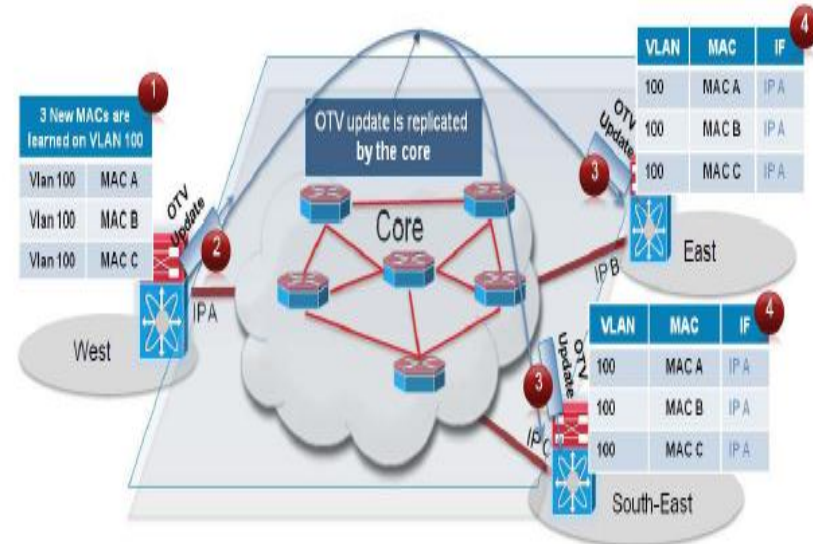 1
3 New MACs are
learned on VLAN 100
Vlan 100 MAC A
Vlan 100 MAC B
Vlan 100 MAC C
OTV
Update
2
West
IP A
OTV update is replicated
by the core
Core
4
VLAN MAC IF
100 MAC A IP A
100 MAC B IP A
100 MAC C IP A
OTV
Update
3
IP B
East
4
VLAN MAC IF
100 MAC A IP A
100 MAC B IP A
100 MAC C IP A
OTV
Update
3
IP C
South-East